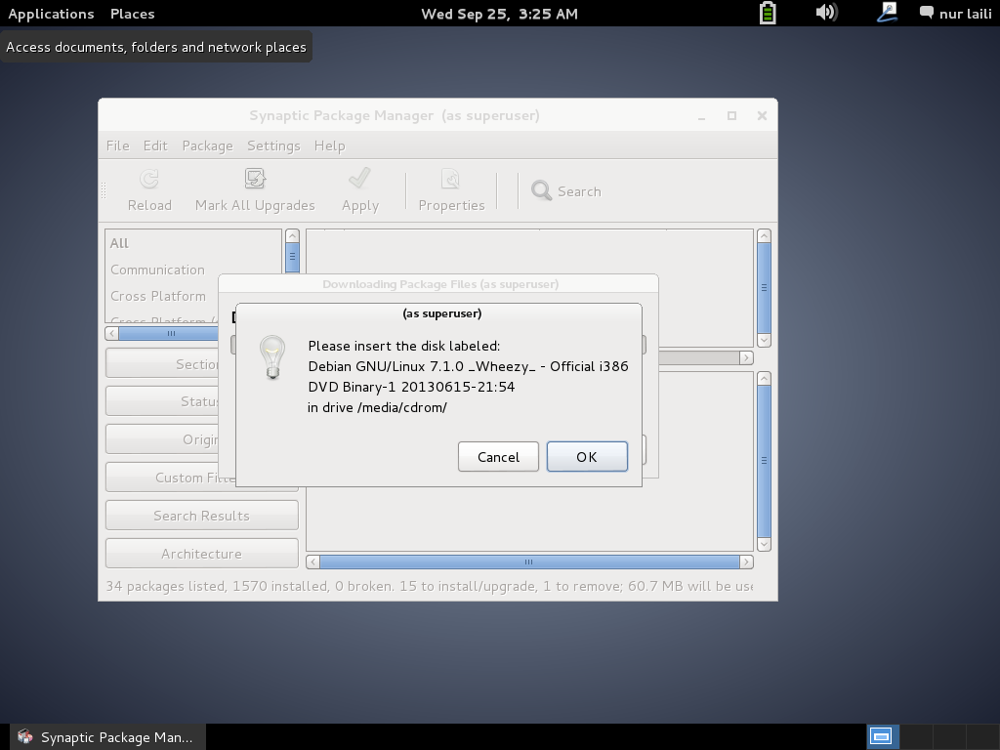 Applications Places Wed Sep 25, 3:25 AM nur laili
Access documents, folders and network places
Synaptic Package Manager (as superuser)
File Edit Package Settings Help
Reload Mark All Upgrades Apply Properties Search
All
Communication
Cross Platform
Cross Platform
Downloading Package Files (as superuser)
(as superuser)
Please insert the disk labeled:
Debian GNU/Linux 7.1.0 _Wheezy_ - Official i386
DVD Binary-1 20130615-21:54
in drive /media/cdrom/
Cancel OK
Section
Status
Origin
Custom Filte
Search Results
Architecture
34 packages listed, 1570 installed, 0 broken. 15 to install/upgrade, 1 to remove; 60.7 MB will be use
Synaptic Package Man...